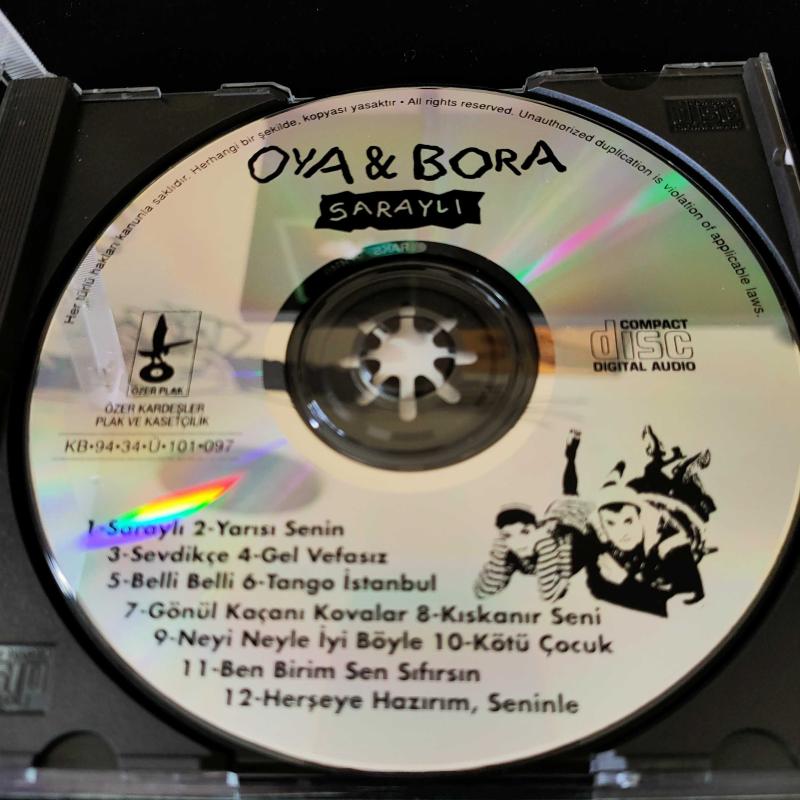 Her türlü hakları kanunla saklıdır. Herhangi bir şekilde, kopyası yasaktır • All rights reserved. Unauthorized duplication is violation of applicable laws.
OYA & BORA
SARAYLI
COMPACT
disc
DIGITAL AUDIO
ÖZER PLAK
ÖZER KARDEŞLER
PLAK VE KASETÇİLİK
KB•94•34•Ü•101•097
1-Saraylı 2-Yarısı Senin
3-Sevdikçe 4-Gel Vefasız
5-Belli Belli 6-Tango İstanbul
7-Gönül Kaçanı Kovalar 8-Kıskanır Seni
9-Neyi Neyle İyi Böyle 10-Kötü Çocuk
11-Ben Birim Sen Sıfırsın
12-Herşeye Hazırım, Seninle